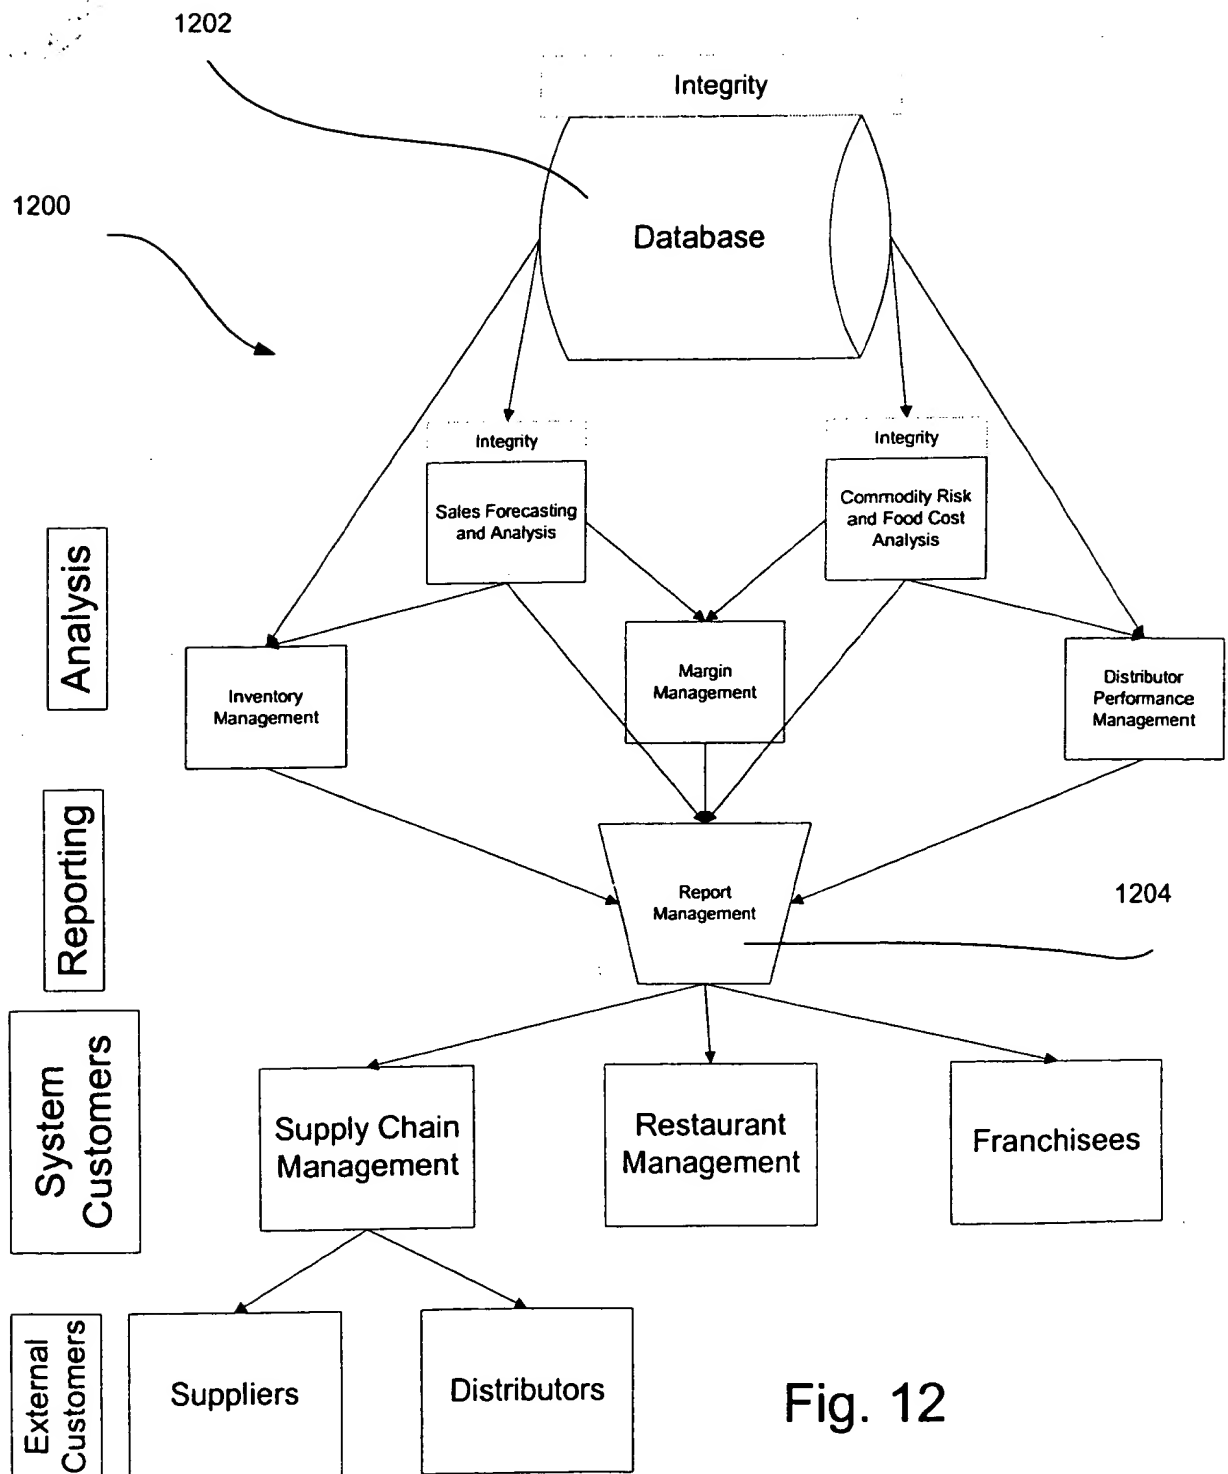 1202
Integrity
1200
Database
Integrity
Integrity
Sales Forecasting
and Analysis
Commodity Risk
and Food Cost
Analysis
Analysis
Inventory
Management
Margin
Management
Distributor
Performance
Management
Reporting
Report
Management
1204
System
Customers
Supply Chain
Management
Restaurant
Management
Franchisees
External
Customers
Suppliers
Distributors
Fig. 12